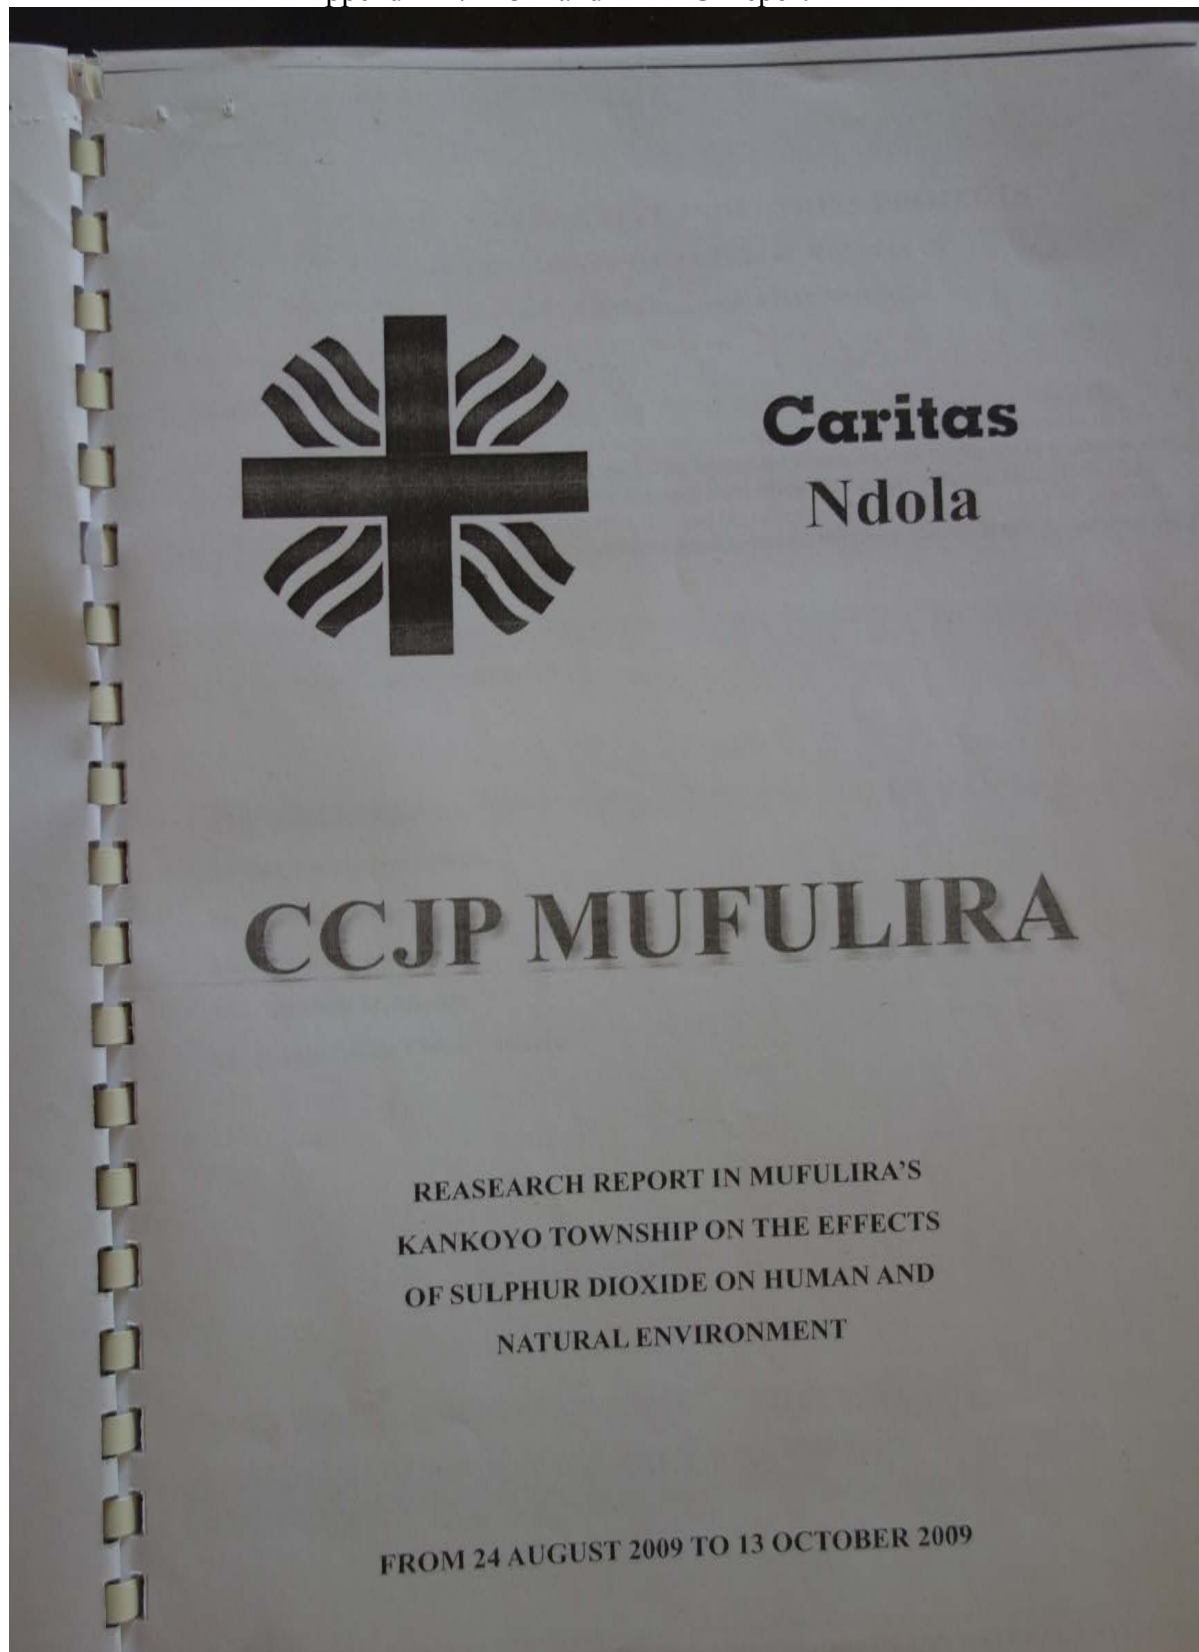 Caritas
Ndola
CCJP MUFULIRA
REASEARCH REPORT IN MUFULIRA'S
KANKOYO TOWNSHIP ON THE EFFECTS
OF SULPHUR DIOXIDE ON HUMAN AND
NATURAL ENVIRONMENT
FROM 24 AUGUST 2009 TO 13 OCTOBER 2009